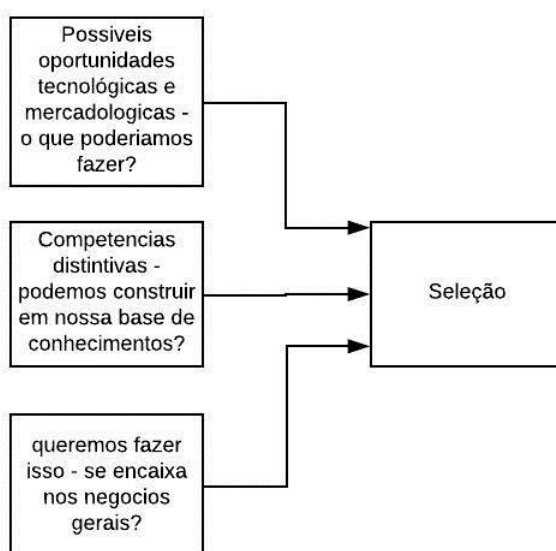 Possiveis
oportunidades
tecnológicas e
mercadologicas -
o que poderiamos
fazer?
Competencias
distintivas -
podemos construir
em nossa base de
conhecimentos?
Seleção
queremos fazer
isso - se encaixa
nos negocios
gerais?